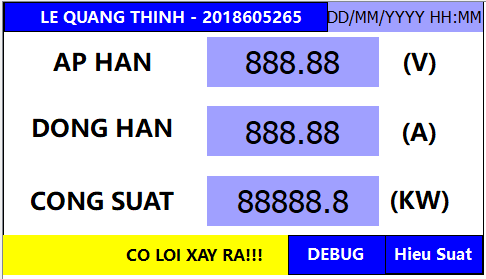 LE QUANG THINH - 2018605265 DD/MM/YYYY HH:MM
AP HAN 888.88 (V)
DONG HAN 888.88 (A)
CONG SUAT 88888.8 (KW)
CO LOI XAY RA!!! DEBUG Hieu Suat